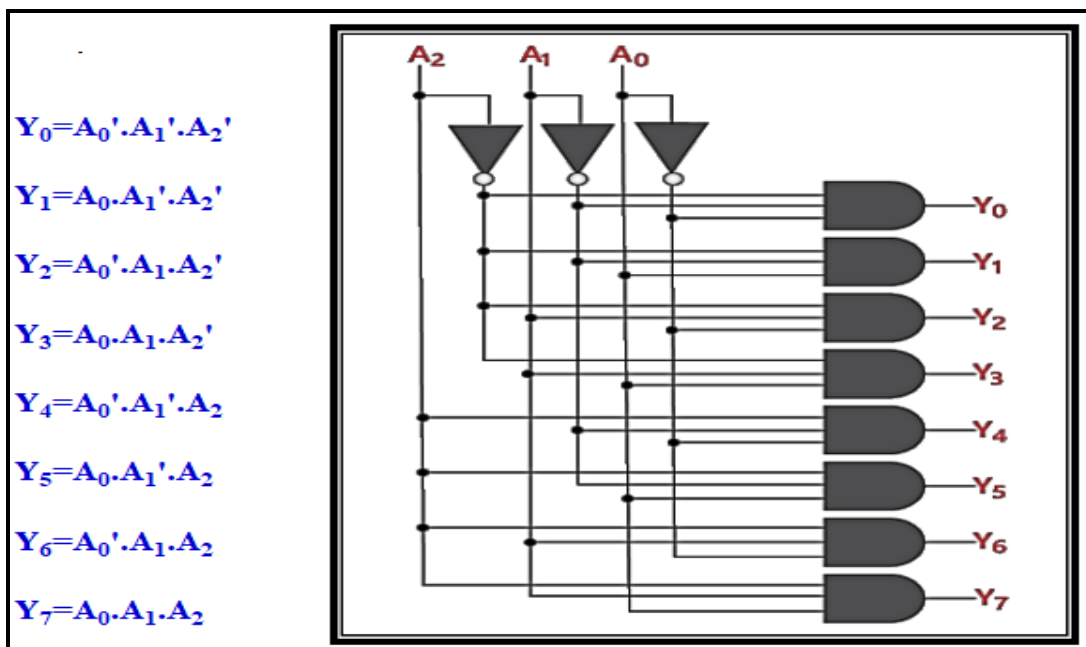 Y₀=A₀'.A₁'.A₂'
Y₁=A₀.A₁'.A₂'
Y₂=A₀'.A₁.A₂'
Y₃=A₀.A₁.A₂'
Y₄=A₀'.A₁'.A₂
Y₅=A₀.A₁'.A₂
Y₆=A₀'.A₁.A₂
Y₇=A₀.A₁.A₂
A₂ A₁ A₀
Y₀
Y₁
Y₂
Y₃
Y₄
Y₅
Y₆
Y₇